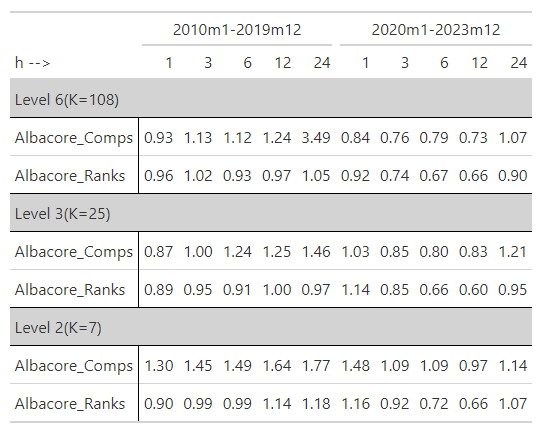 2010m1-2019m12 2020m1-2023m12
h --> 1 3 6 12 24 1 3 6 12 24
Level 6(K=108)
Albacore_Comps 0.93 1.13 1.12 1.24 3.49 0.84 0.76 0.79 0.73 1.07
Albacore_Ranks 0.96 1.02 0.93 0.97 1.05 0.92 0.74 0.67 0.66 0.90
Level 3(K=25)
Albacore_Comps 0.87 1.00 1.24 1.25 1.46 1.03 0.85 0.80 0.83 1.21
Albacore_Ranks 0.89 0.95 0.91 1.00 0.97 1.14 0.85 0.66 0.60 0.95
Level 2(K=7)
Albacore_Comps 1.30 1.45 1.49 1.64 1.77 1.48 1.09 1.09 0.97 1.14
Albacore_Ranks 0.90 0.99 0.99 1.14 1.18 1.16 0.92 0.72 0.66 1.07